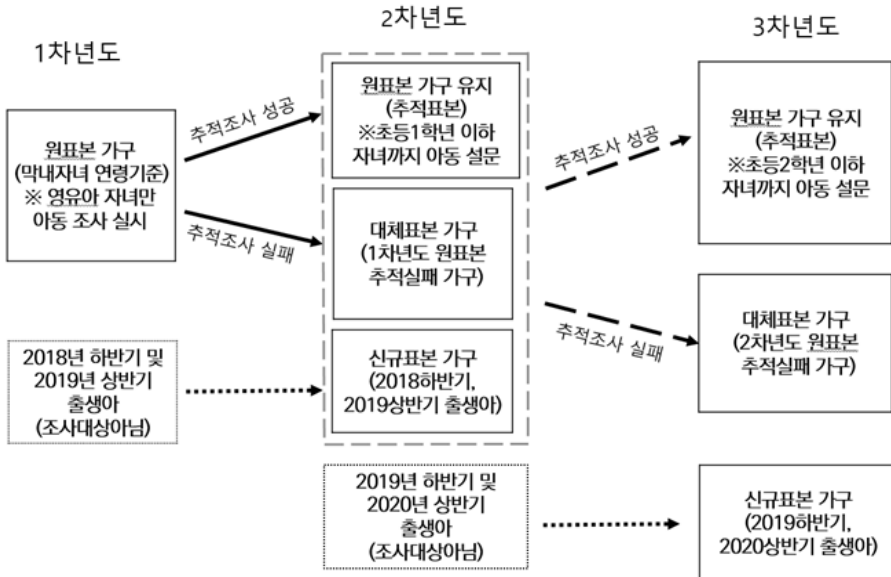 1차년도
원표본 가구
(막내자녀 연령기준)
※ 영유아 자녀만
아동 조사 실시
2018년 하반기 및
2019년 상반기
출생아
(조사대상아님)
추적조사 성공
추적조사 실패
2차년도
원표본 가구 유지
(추적표본)
※초등1학년 이하
자녀까지 아동 설문
대체표본 가구
(1차년도 원표본
추적실패 가구)
신규표본 가구
(2018하반기,
2019상반기 출생아)
2019년 하반기 및
2020년 상반기
출생아
(조사대상아님)
추적조사 성공
추적조사 실패
3차년도
원표본 가구 유지
(추적표본)
※초등2학년 이하
자녀까지 아동 설문
대체표본 가구
(2차년도 원표본
추적실패 가구)
신규표본 가구
(2019하반기,
2020상반기 출생아)